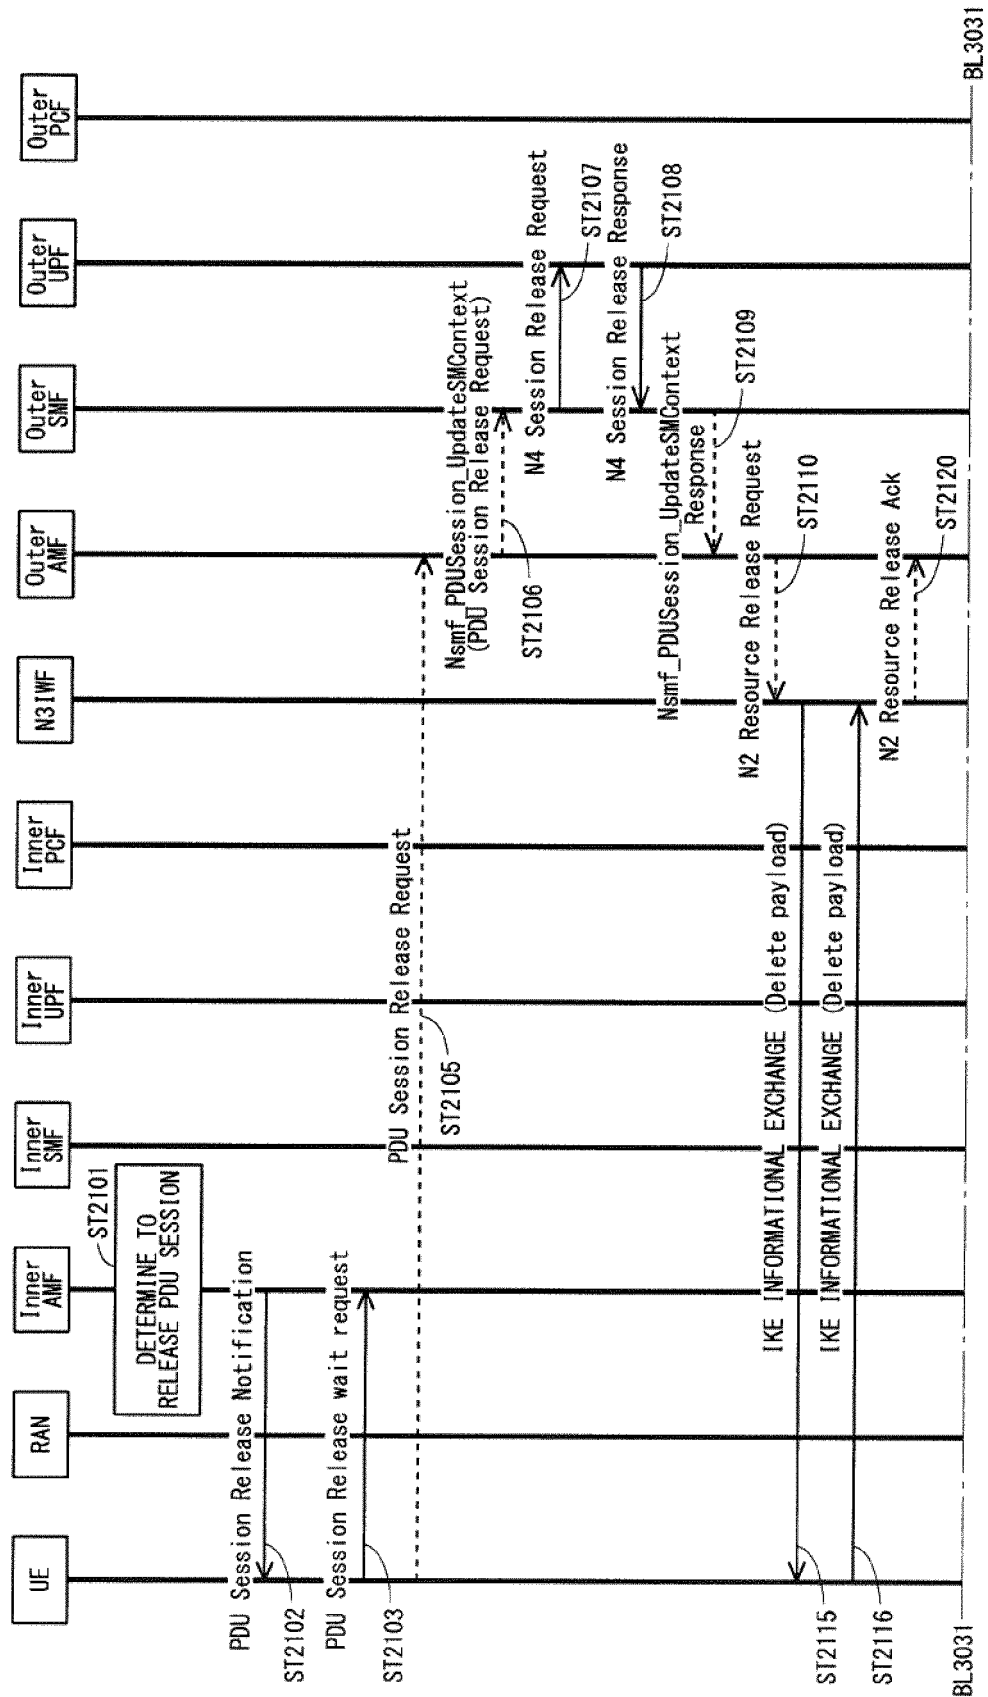 UE
RAN
Inner
AMF
Inner
SMF
Inner
UPF
Inner
PCF
N3IWF
Outer
AMF
Outer
SMF
Outer
UPF
Outer
PCF
ST2101
DETERMINE TO
RELEASE PDU SESSION
PDU Session Release Notification
ST2102
PDU Session Release wait request
ST2103
PDU Session Release Request
ST2105
Nsmf_PDUSession_UpdateSMContext
(PDU Session Release Request)
ST2106
N4 Session Release Request
ST2107
N4 Session Release Response
ST2108
Nsmf_PDUSession_UpdateSMContext
Response
ST2109
N2 Resource Release Request
ST2110
IKE INFORMATIONAL EXCHANGE (Delete payload)
ST2115
IKE INFORMATIONAL EXCHANGE (Delete payload)
ST2116
N2 Resource Release Ack
ST2120
BL3031
BL3031